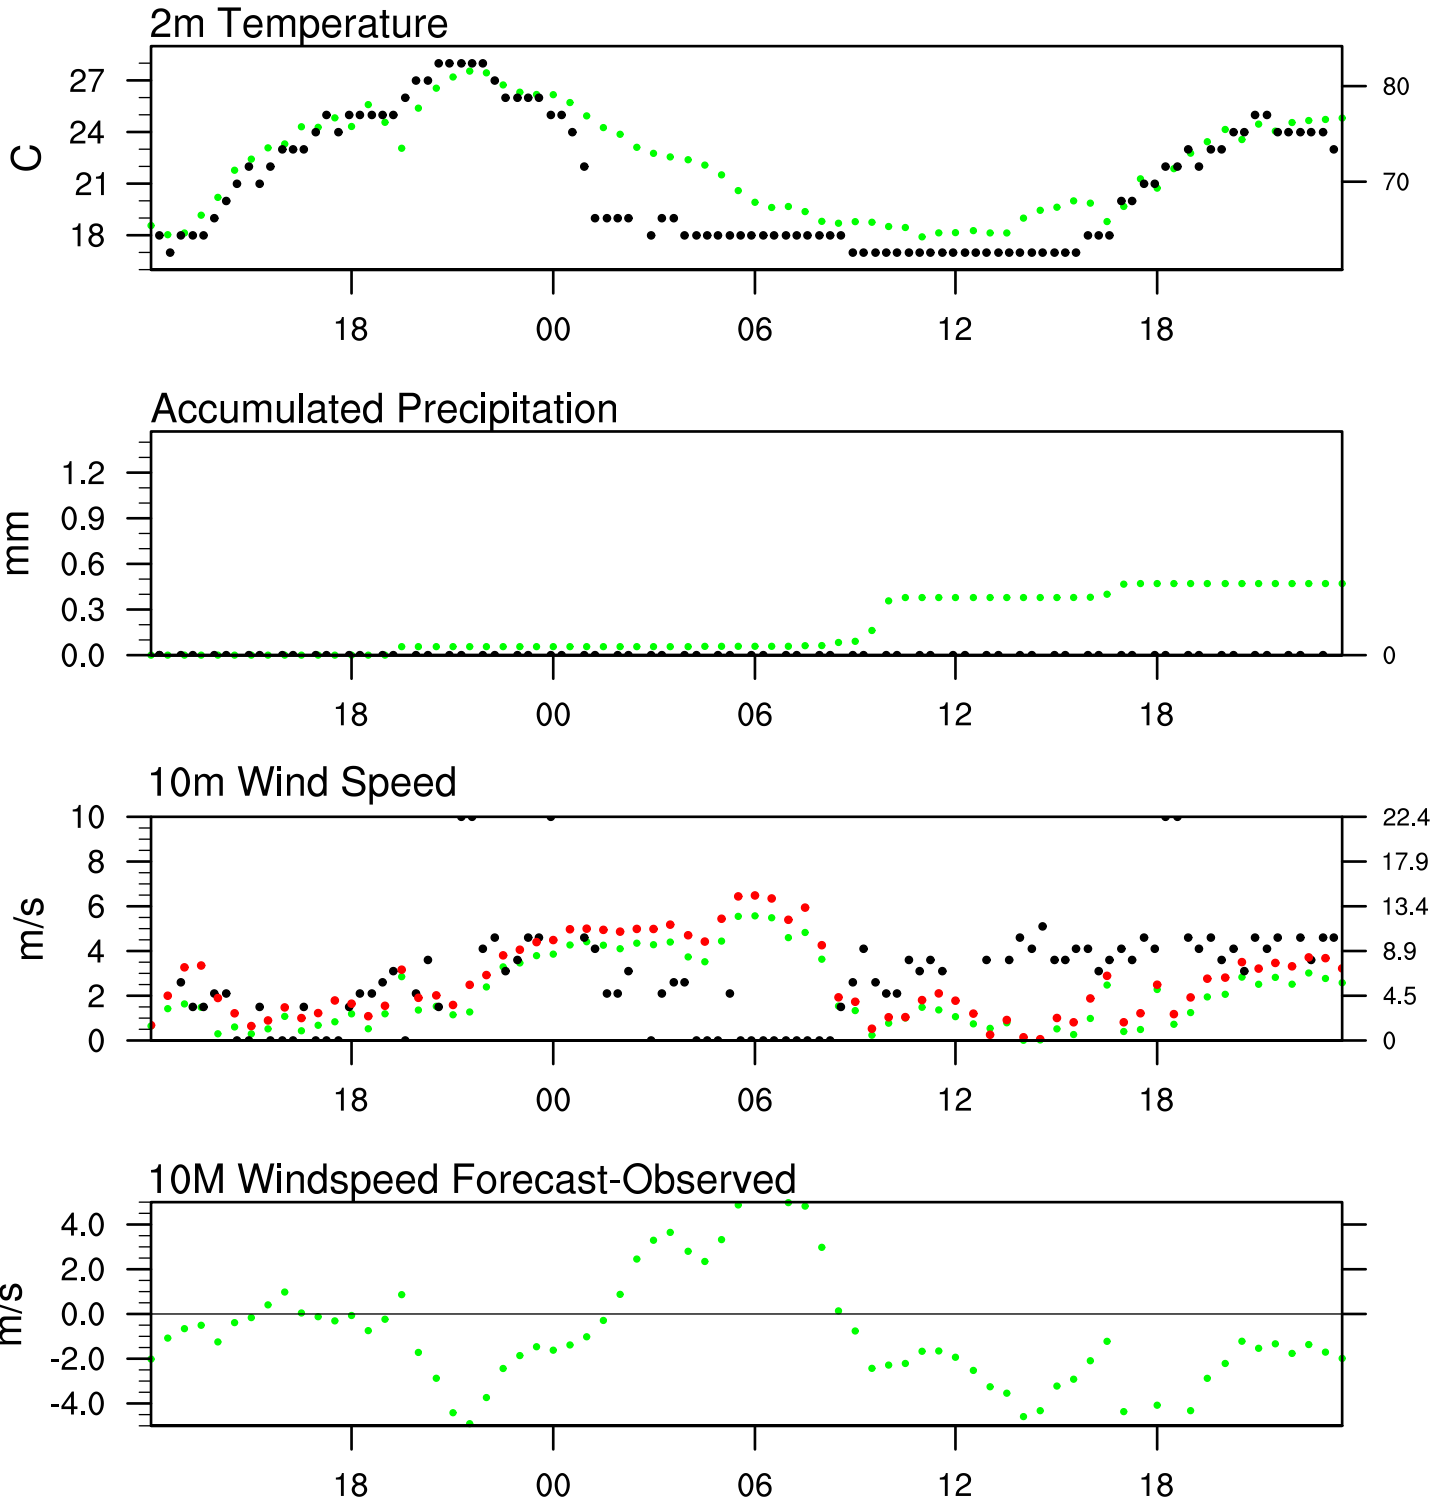 2m Temperature
C
27
24
21
18
80
70
18 00 06 12 18
Accumulated Precipitation
mm
1.2
0.9
0.6
0.3
0.0
0
18 00 06 12 18
10m Wind Speed
m/s
10
8
6
4
2
0
22.4
17.9
13.4
8.9
4.5
0
18 00 06 12 18
10M Windspeed Forecast-Observed
m/s
4.0
2.0
0.0
-2.0
-4.0
18 00 06 12 18